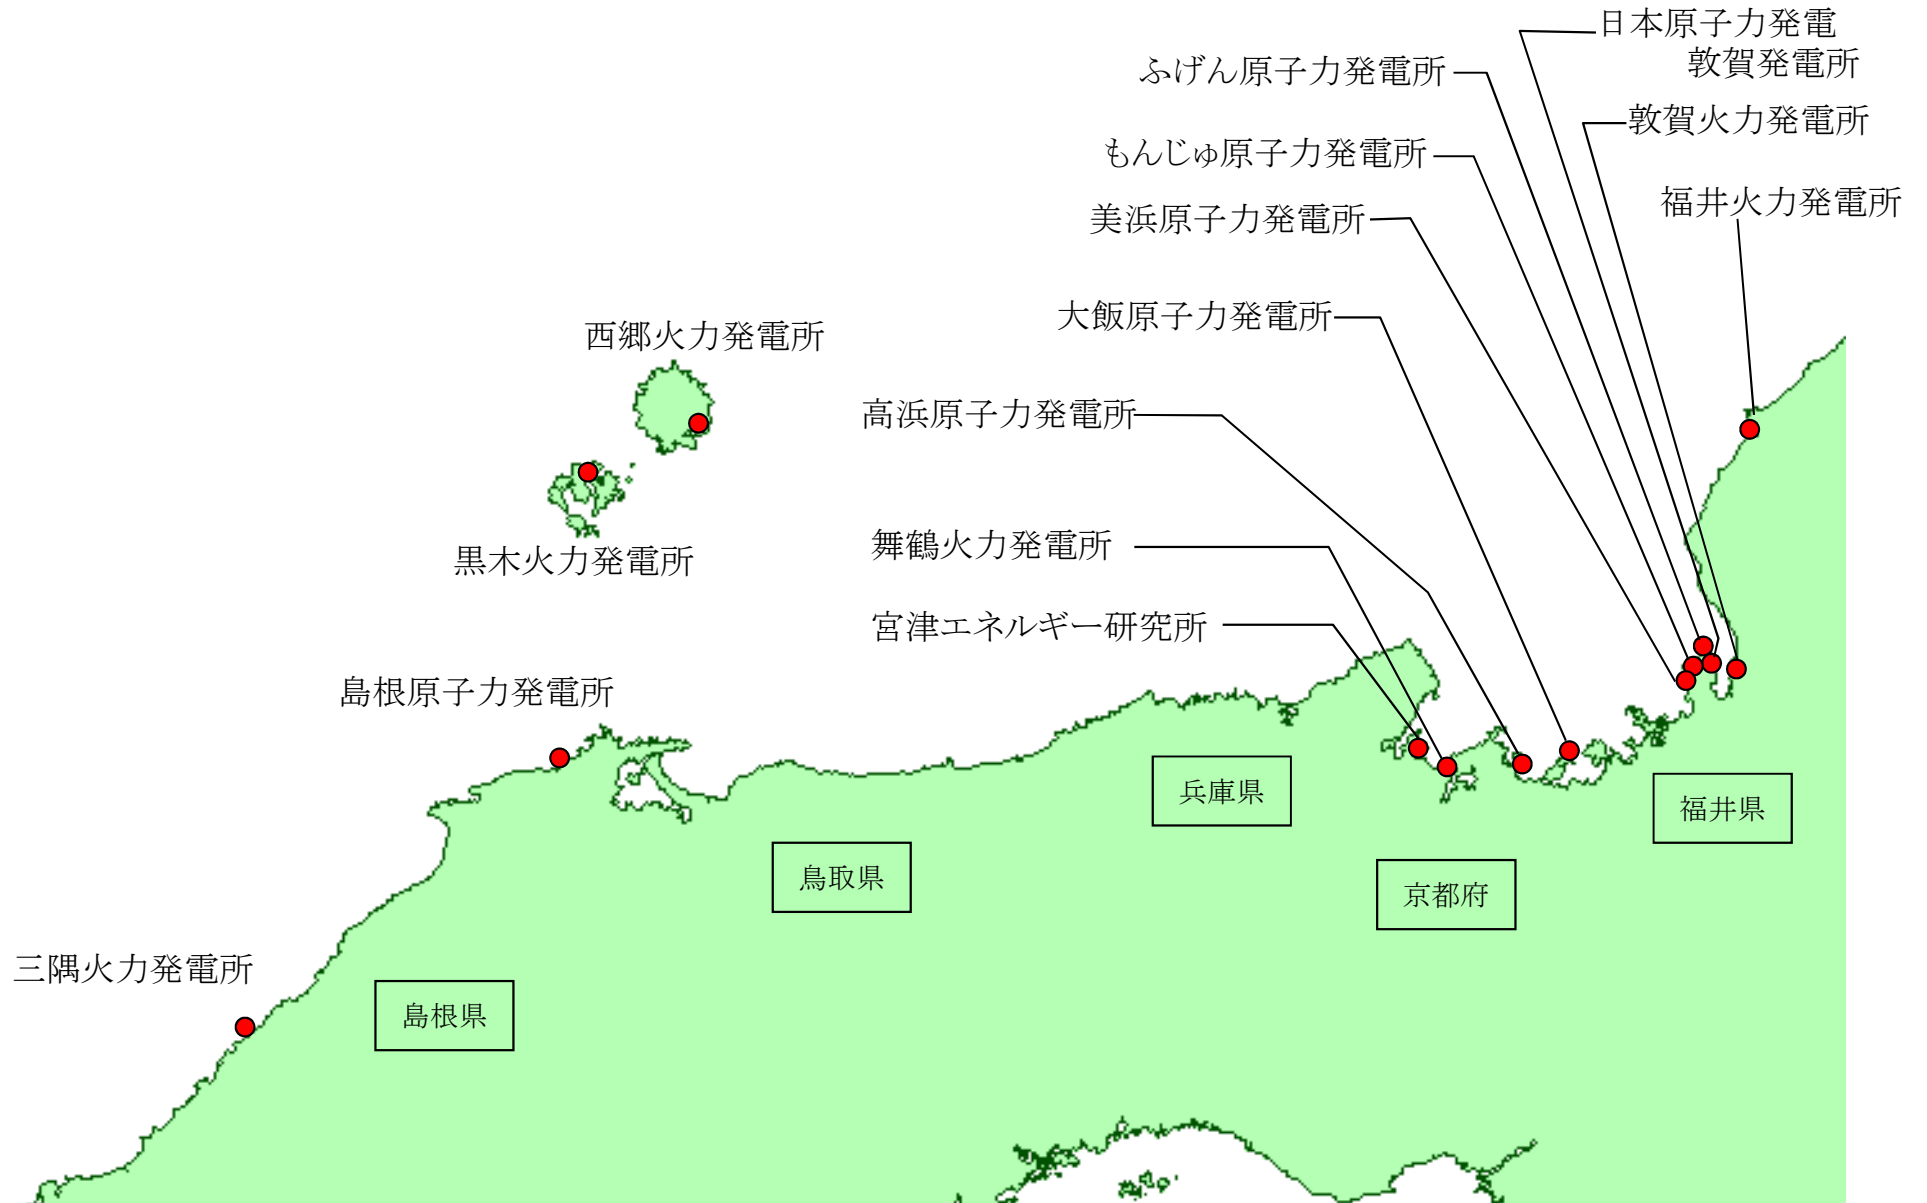 日本原子力発電
敦賀発電所
ふげん原子力発電所
敦賀火力発電所
もんじゅ原子力発電所
福井火力発電所
美浜原子力発電所
大飯原子力発電所
西郷火力発電所
高浜原子力発電所
舞鶴火力発電所
黒木火力発電所
宮津エネルギー研究所
島根原子力発電所
兵庫県
福井県
鳥取県
京都府
三隅火力発電所
島根県